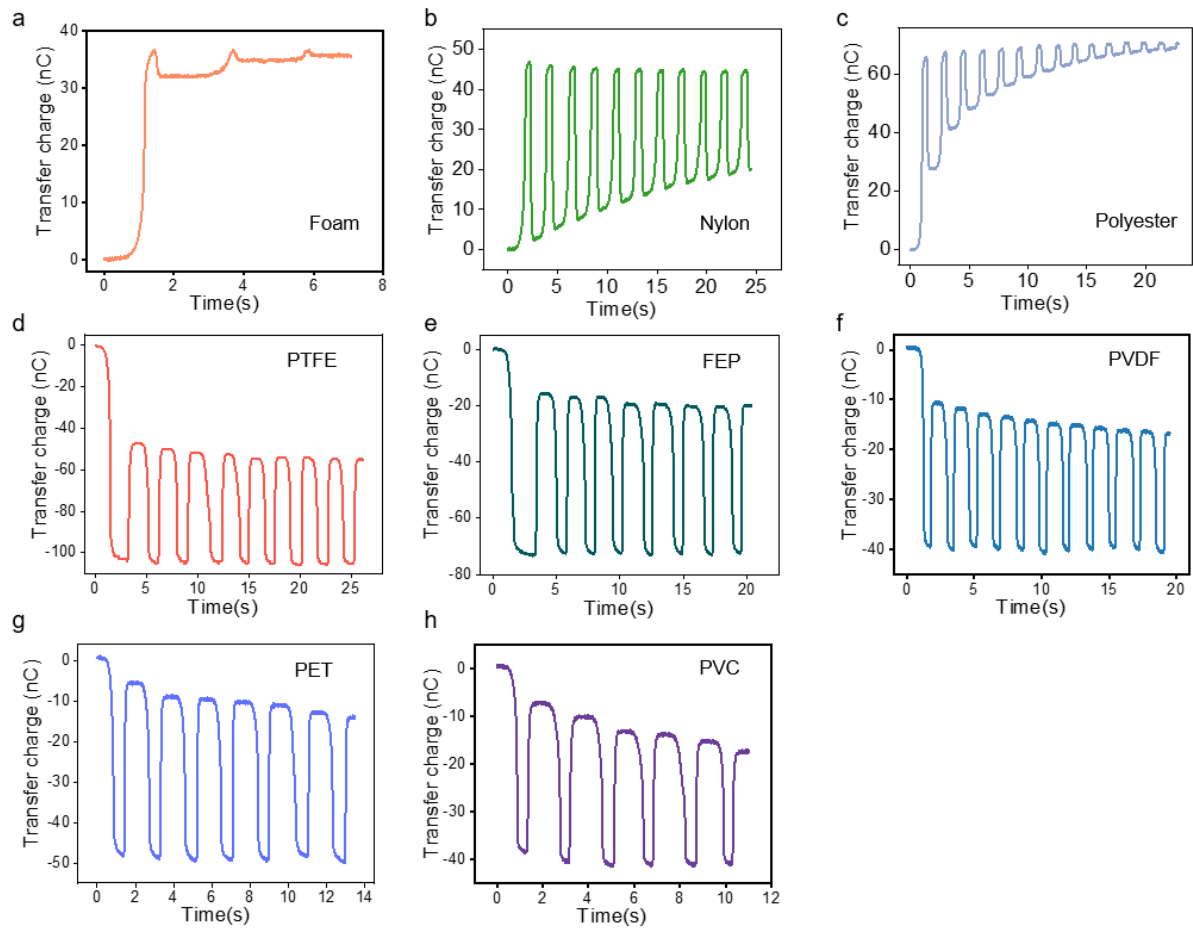 a
40
30
20
10
0
Transfer charge (nC)
Foam
0 2 4 6 8
Time(s)
b
50
40
30
20
10
0
Transfer charge (nC)
Nylon
0 5 10 15 20 25
Time(s)
c
60
40
20
0
Transfer charge (nC)
Polyester
0 5 10 15 20
Time(s)
d
0
-20
-40
-60
-80
-100
Transfer charge (nC)
PTFE
0 5 10 15 20 25
Time(s)
e
0
-20
-40
-60
-80
Transfer charge (nC)
FEP
0 5 10 15 20
Time(s)
f
0
-10
-20
-30
-40
Transfer charge (nC)
PVDF
0 5 10 15 20
Time(s)
g
0
-10
-20
-30
-40
-50
Transfer charge (nC)
PET
0 2 4 6 8 10 12 14
Time(s)
h
0
-10
-20
-30
-40
Transfer charge (nC)
PVC
0 2 4 6 8 10 12
Time(s)